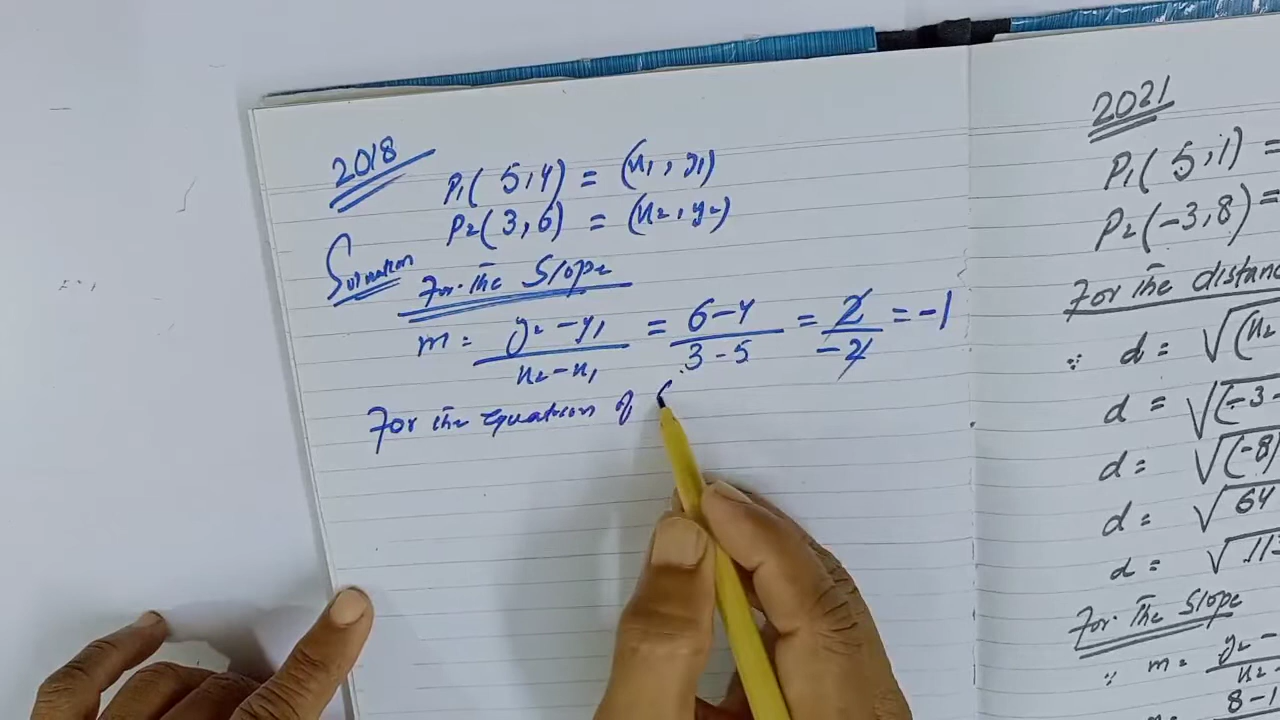 2018
P₁(5,4) = (x₁, y₁)
P₂(3,6) = (x₂, y₂)
Solution
For the Slope
m = y₂ - y₁ / x₂ - x₁ = 6-4 / 3-5 = 2 / -2 = -1
For the equation of
2021
P₁(5,1) =
P₂(-3,8) =
For the distanc
∵ d = √(x₂
d = √(-3-
d = √(-8)
d = √64
d = √113
For the Slope
∵ m = y₂ - / x₂
8-1